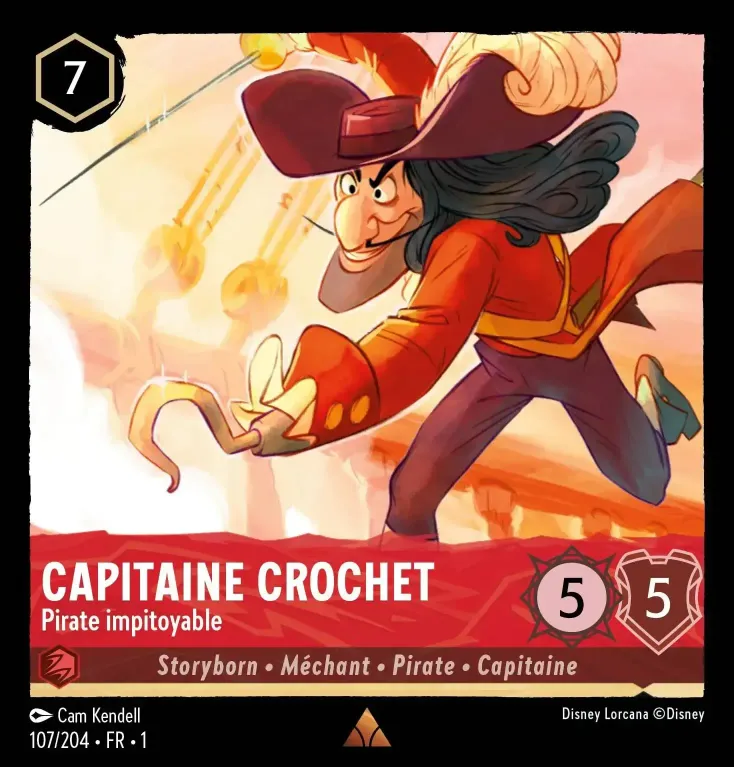 7
CAPITAINE CROCHET
Pirate impitoyable
5
5
Storyborn • Méchant • Pirate • Capitaine
Cam Kendell
107/204 • FR • 1
Disney Lorcana ©Disney